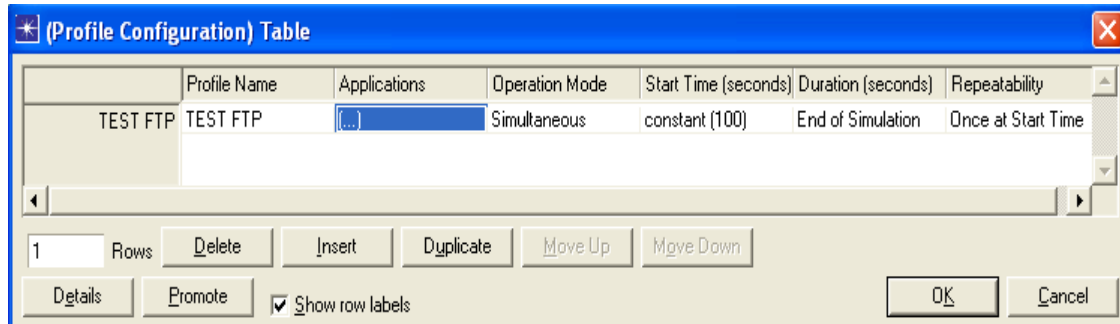 (Profile Configuration) Table
Profile Name Applications Operation Mode Start Time (seconds) Duration (seconds) Repeatability
TEST FTP TEST FTP (...) Simultaneous constant (100) End of Simulation Once at Start Time
1 Rows Delete Insert Duplicate Move Up Move Down
Details Promote Show row labels OK Cancel